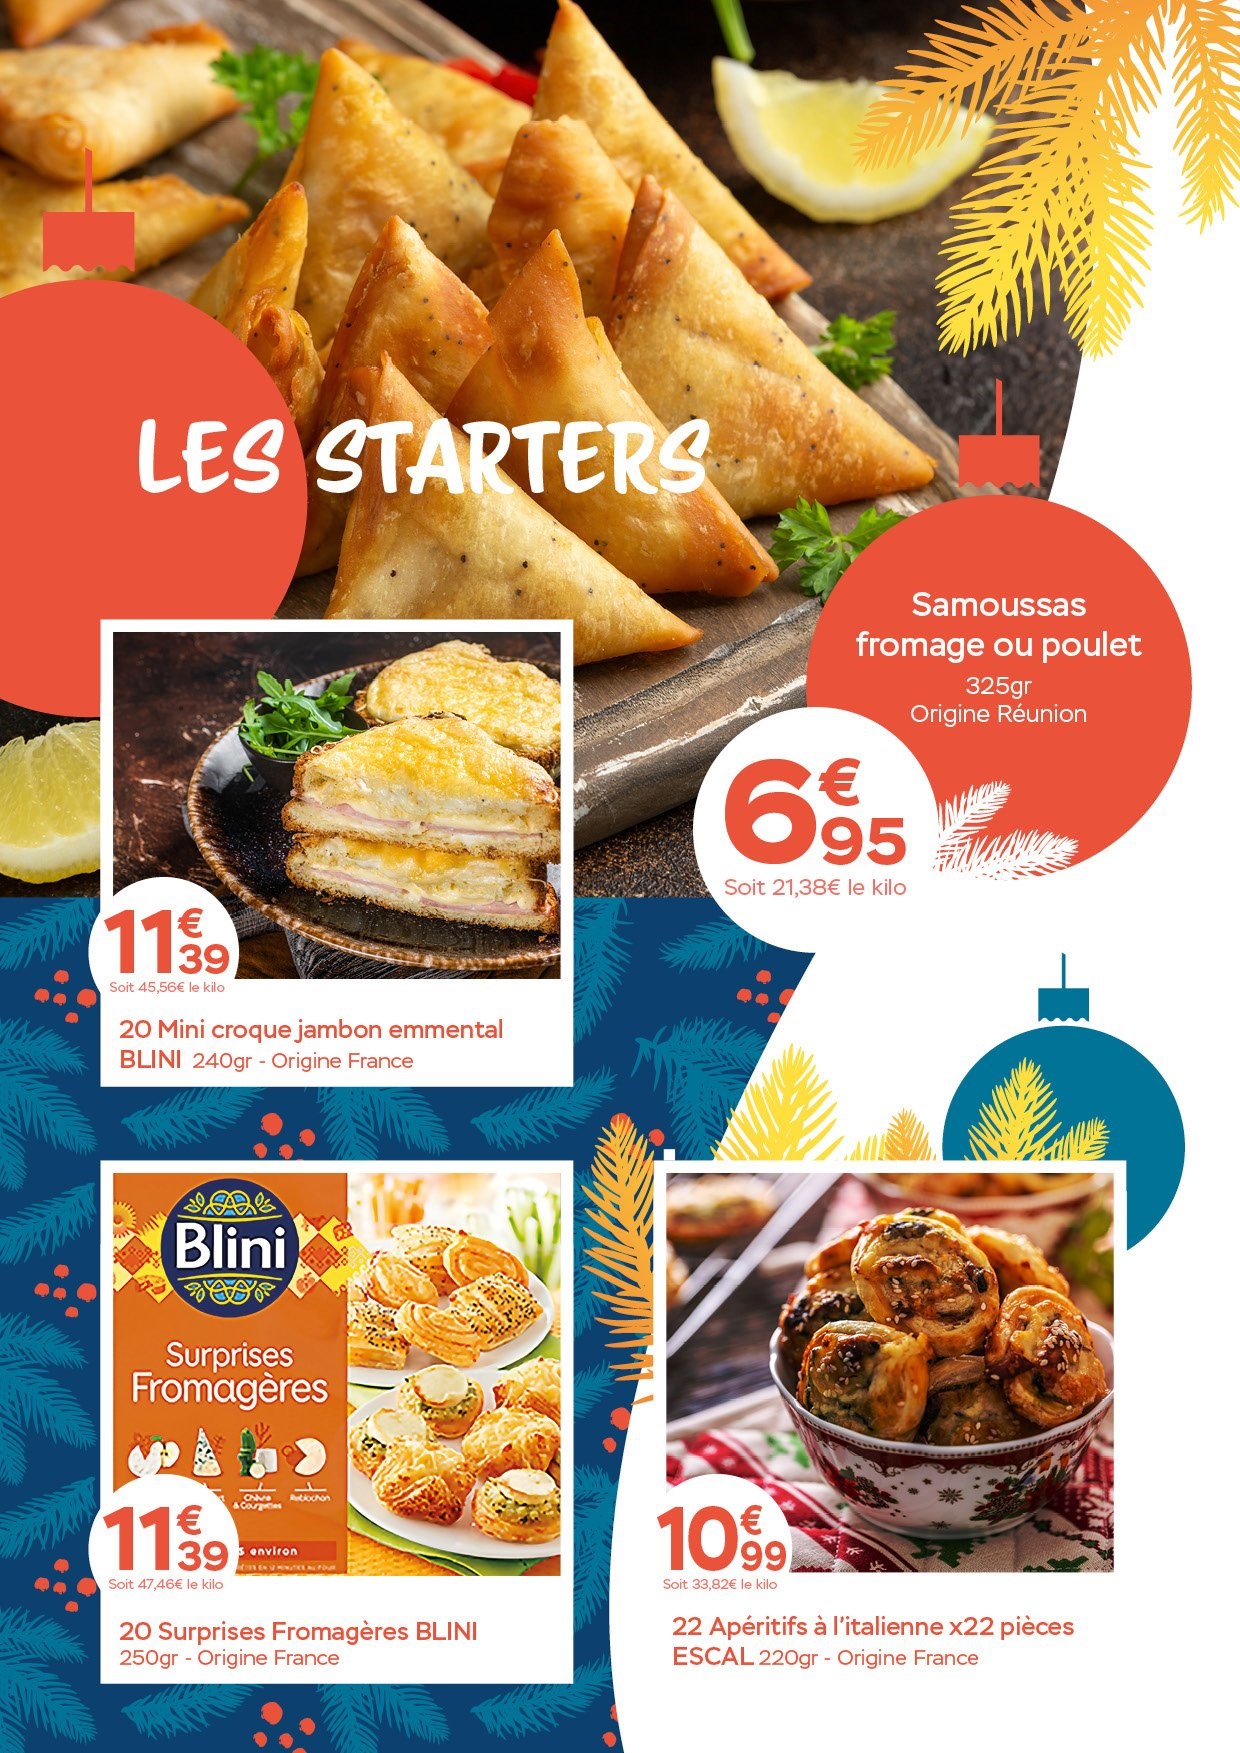 LES STARTERS
Samoussas
fromage ou poulet
325gr
Origine Réunion
6€95
Soit 21,38€ le kilo
11€39
Soit 45,56€ le kilo
20 Mini croque jambon emmental
BLINI 240gr - Origine France
Blini
Surprises
Fromagères
Chèvre
& Courgettes
Reblochon
environ
11€39
Soit 47,46€ le kilo
20 Surprises Fromagères BLINI
250gr - Origine France
10€99
Soit 33,82€ le kilo
22 Apéritifs à l'italienne x22 pièces
ESCAL 220gr - Origine France